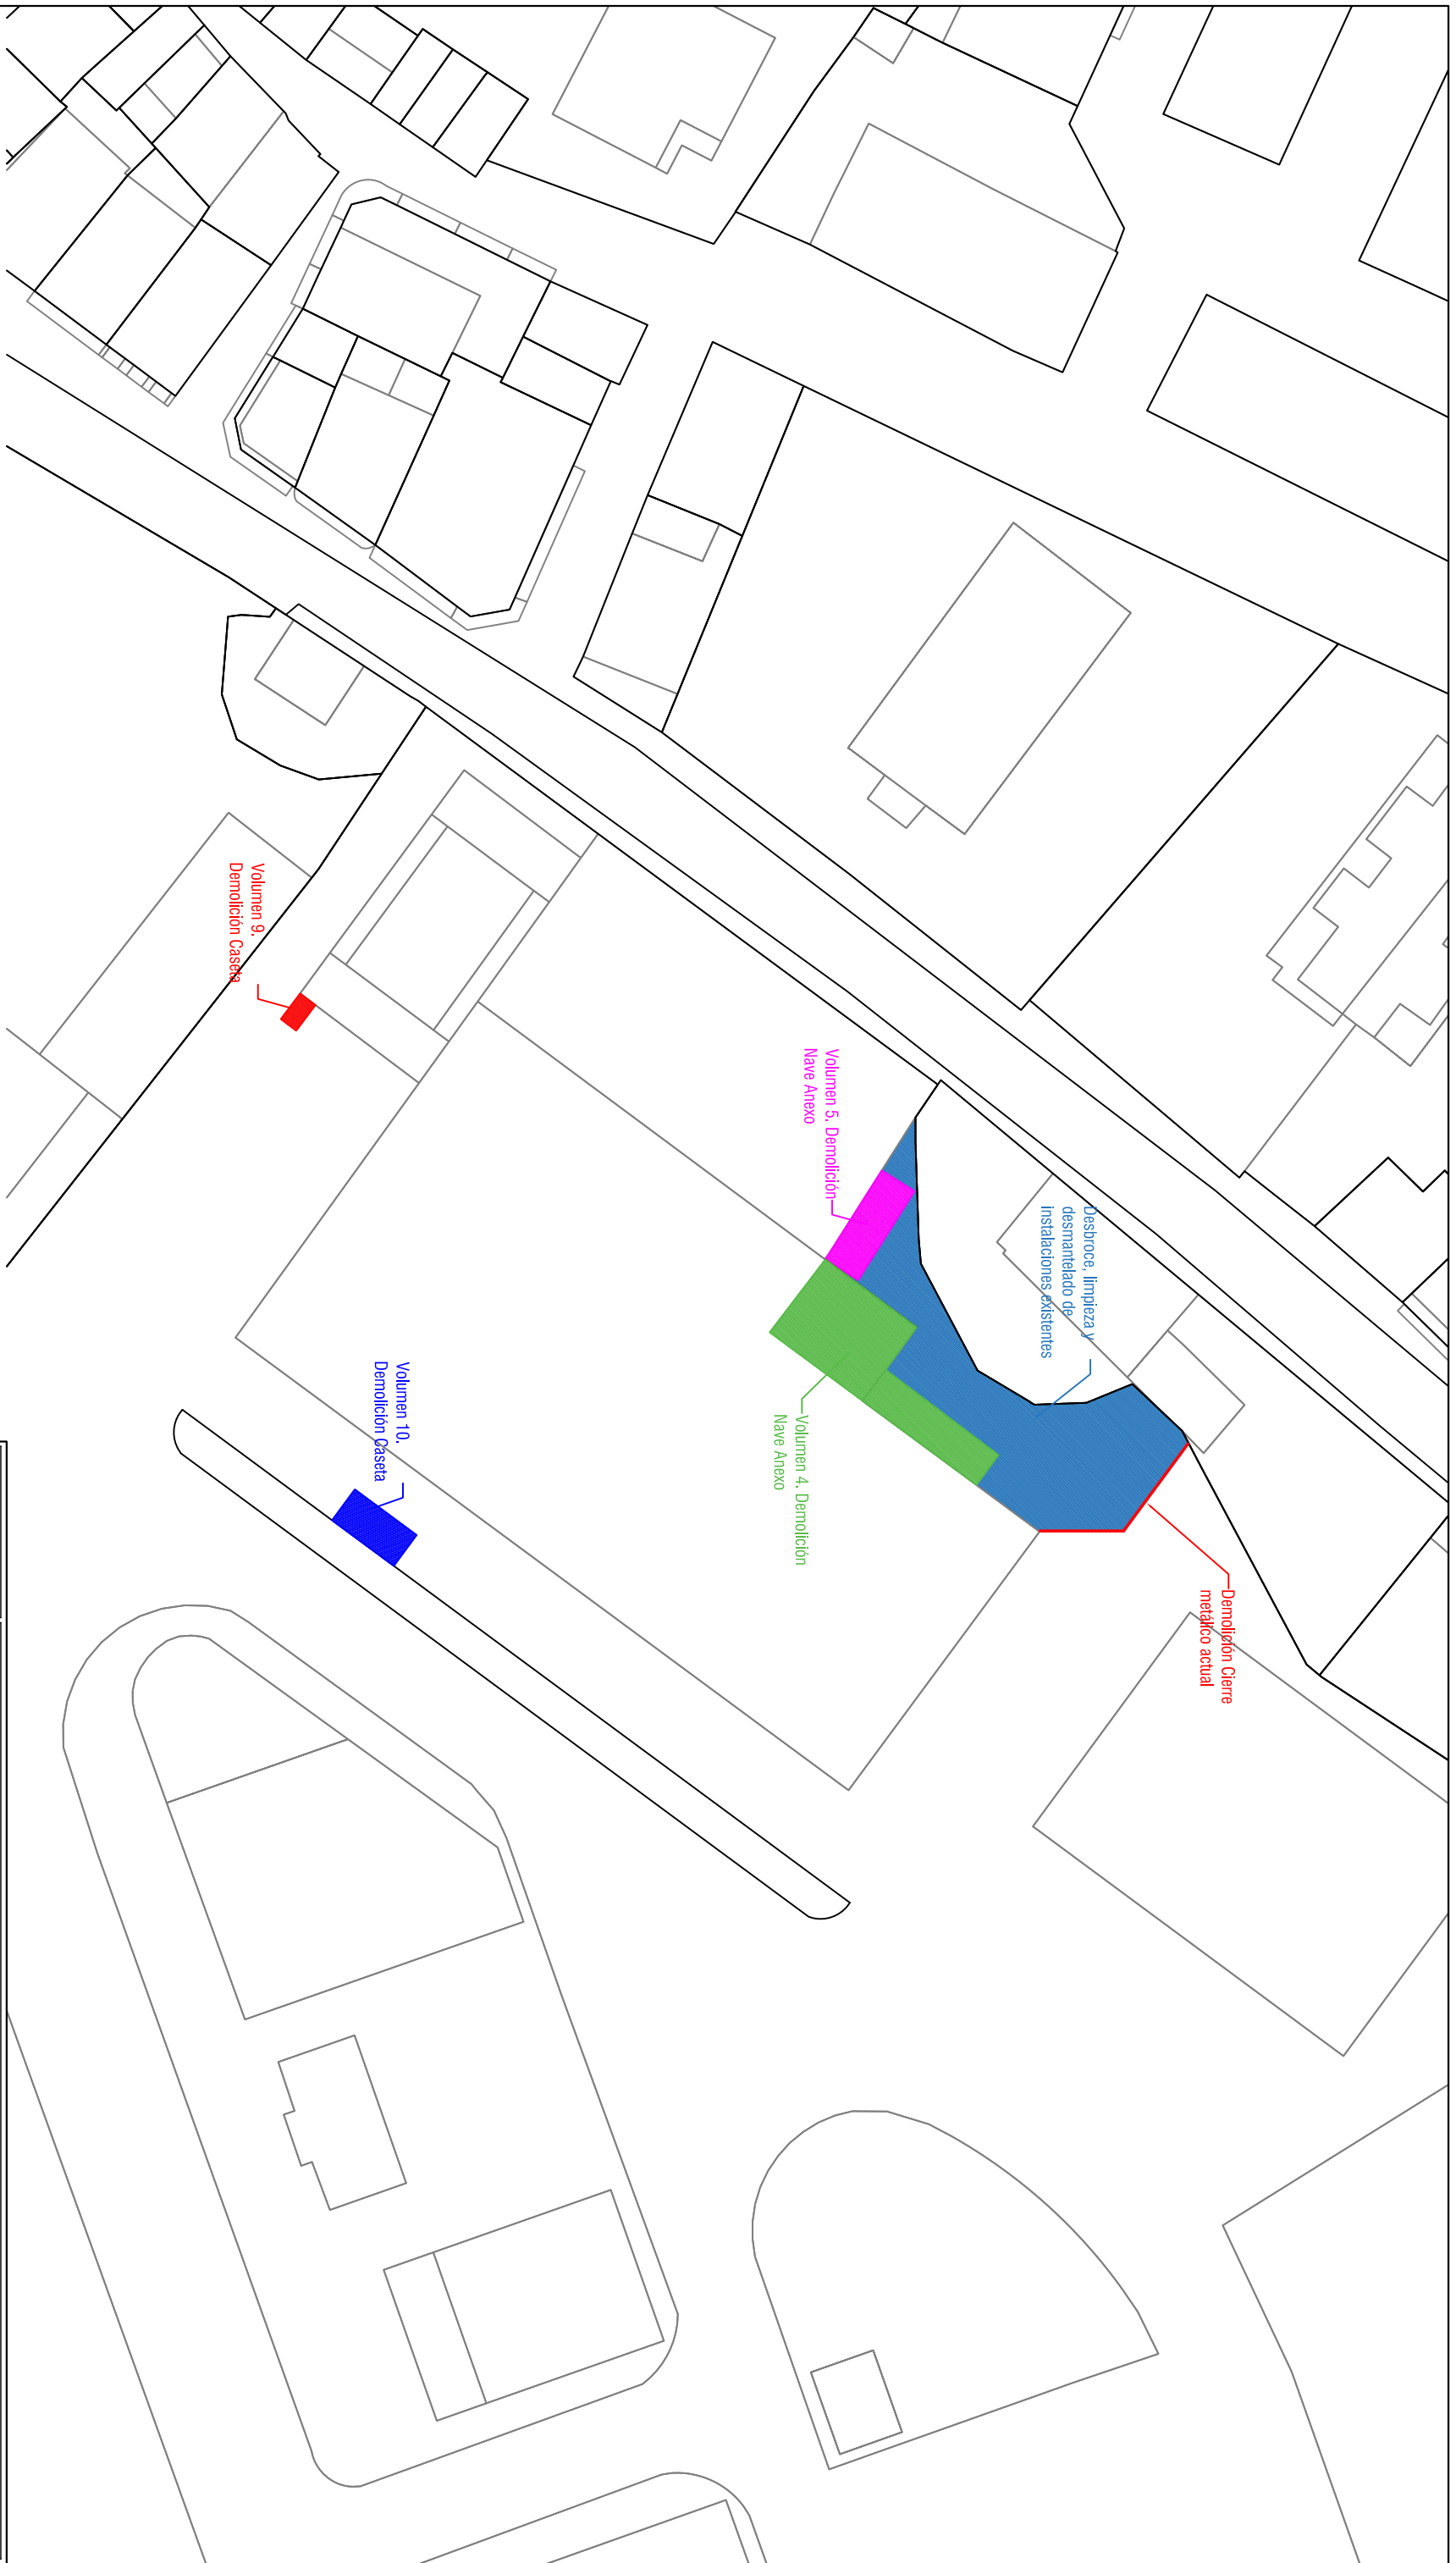 Desbroce, limpieza y
desmantelado de
instalaciones existentes
Demolición Cierre
metálico actual
Volumen 5. Demolición
Nave Anexo
Volumen 4. Demolición
Nave Anexo
Volumen 9.
Demolición Caseta
Volumen 10.
Demolición Caseta